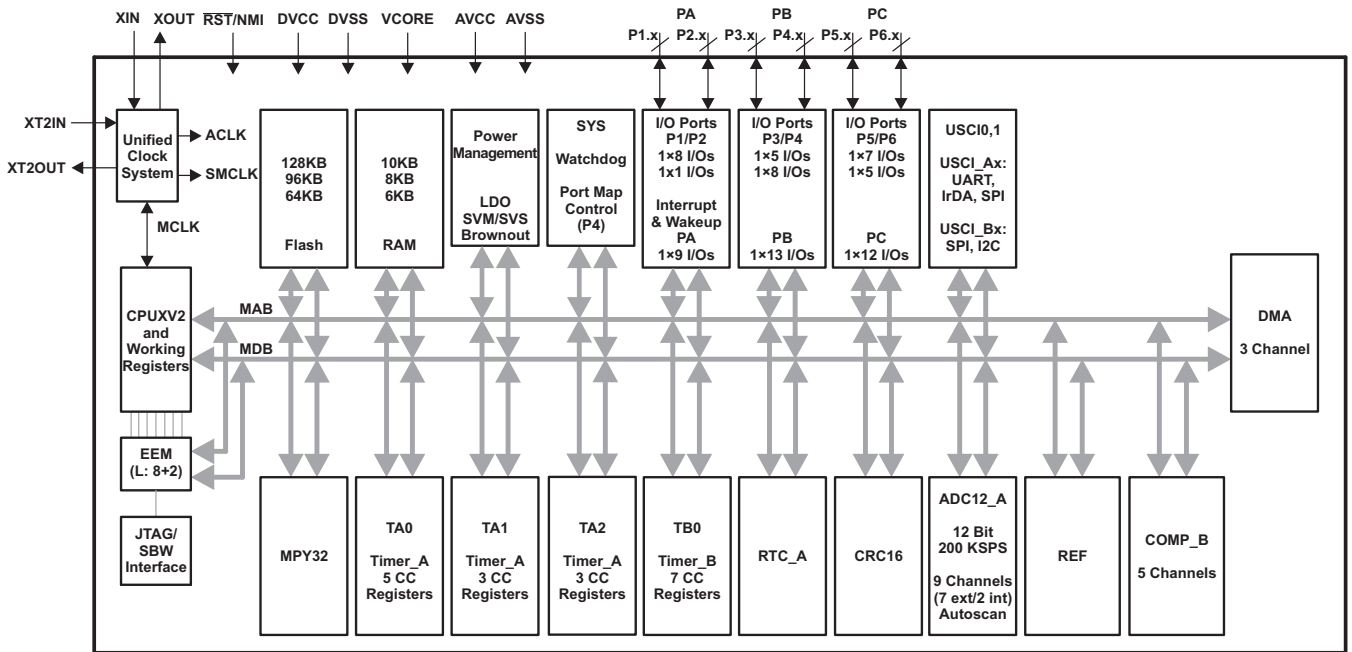 XIN
XOUT
RST/NMI
DVCC
DVSS
VCORE
AVCC
AVSS
PA
P1.x
P2.x
PB
P3.x
P4.x
PC
P5.x
P6.x
XT2IN
XT2OUT
Unified
Clock
System
ACLK
SMCLK
MCLK
128KB
96KB
64KB
Flash
10KB
8KB
6KB
RAM
Power
Management
LDO
SVM/SVS
Brownout
SYS
Watchdog
Port Map
Control
(P4)
I/O Ports
P1/P2
1×8 I/Os
1x1 I/Os
Interrupt
& Wakeup
PA
1×9 I/Os
I/O Ports
P3/P4
1×5 I/Os
1×8 I/Os
PB
1×13 I/Os
I/O Ports
P5/P6
1×7 I/Os
1×5 I/Os
PC
1×12 I/Os
USCI0,1
USCI_Ax:
UART,
IrDA, SPI
USCI_Bx:
SPI, I2C
CPUXV2
and
Working
Registers
MAB
MDB
DMA
3 Channel
EEM
(L: 8+2)
JTAG/
SBW
Interface
MPY32
TA0
Timer_A
5 CC
Registers
TA1
Timer_A
3 CC
Registers
TA2
Timer_A
3 CC
Registers
TB0
Timer_B
7 CC
Registers
RTC_A
CRC16
ADC12_A
12 Bit
200 KSPS
9 Channels
(7 ext/2 int)
Autoscan
REF
COMP_B
5 Channels